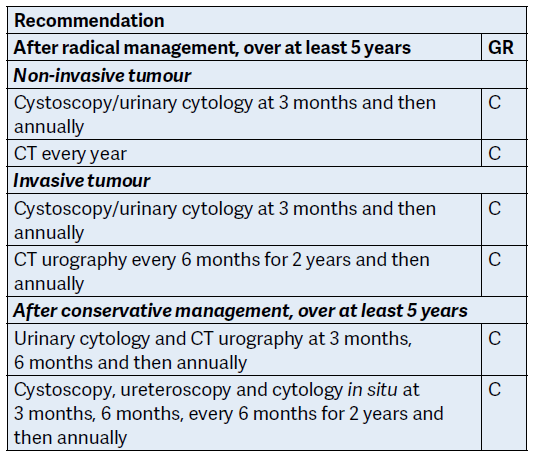 Recommendation
After radical management, over at least 5 years GR
Non-invasive tumour
Cystoscopy/urinary cytology at 3 months and then C
annually
CT every year C
Invasive tumour
Cystoscopy/urinary cytology at 3 months and then C
annually
CT urography every 6 months for 2 years and then C
annually
After conservative management, over at least 5 years
Urinary cytology and CT urography at 3 months, C
6 months and then annually
Cystoscopy, ureteroscopy and cytology in situ at C
3 months, 6 months, every 6 months for 2 years and
then annually